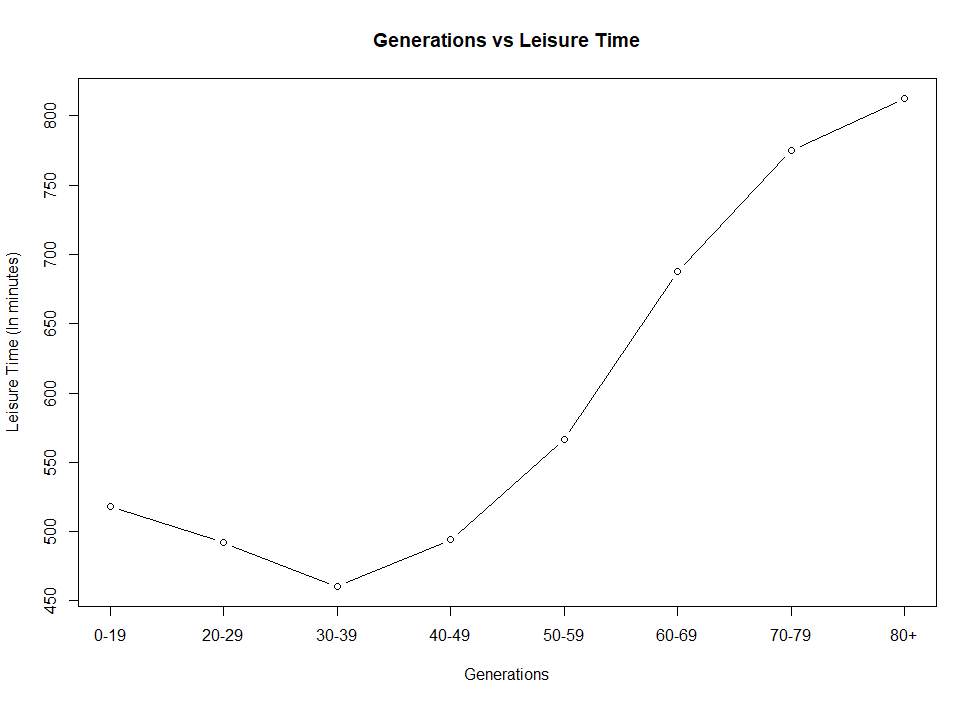 Generations vs Leisure Time
Leisure Time (In minutes)
800
750
700
650
600
550
500
450
0-19 20-29 30-39 40-49 50-59 60-69 70-79 80+
Generations